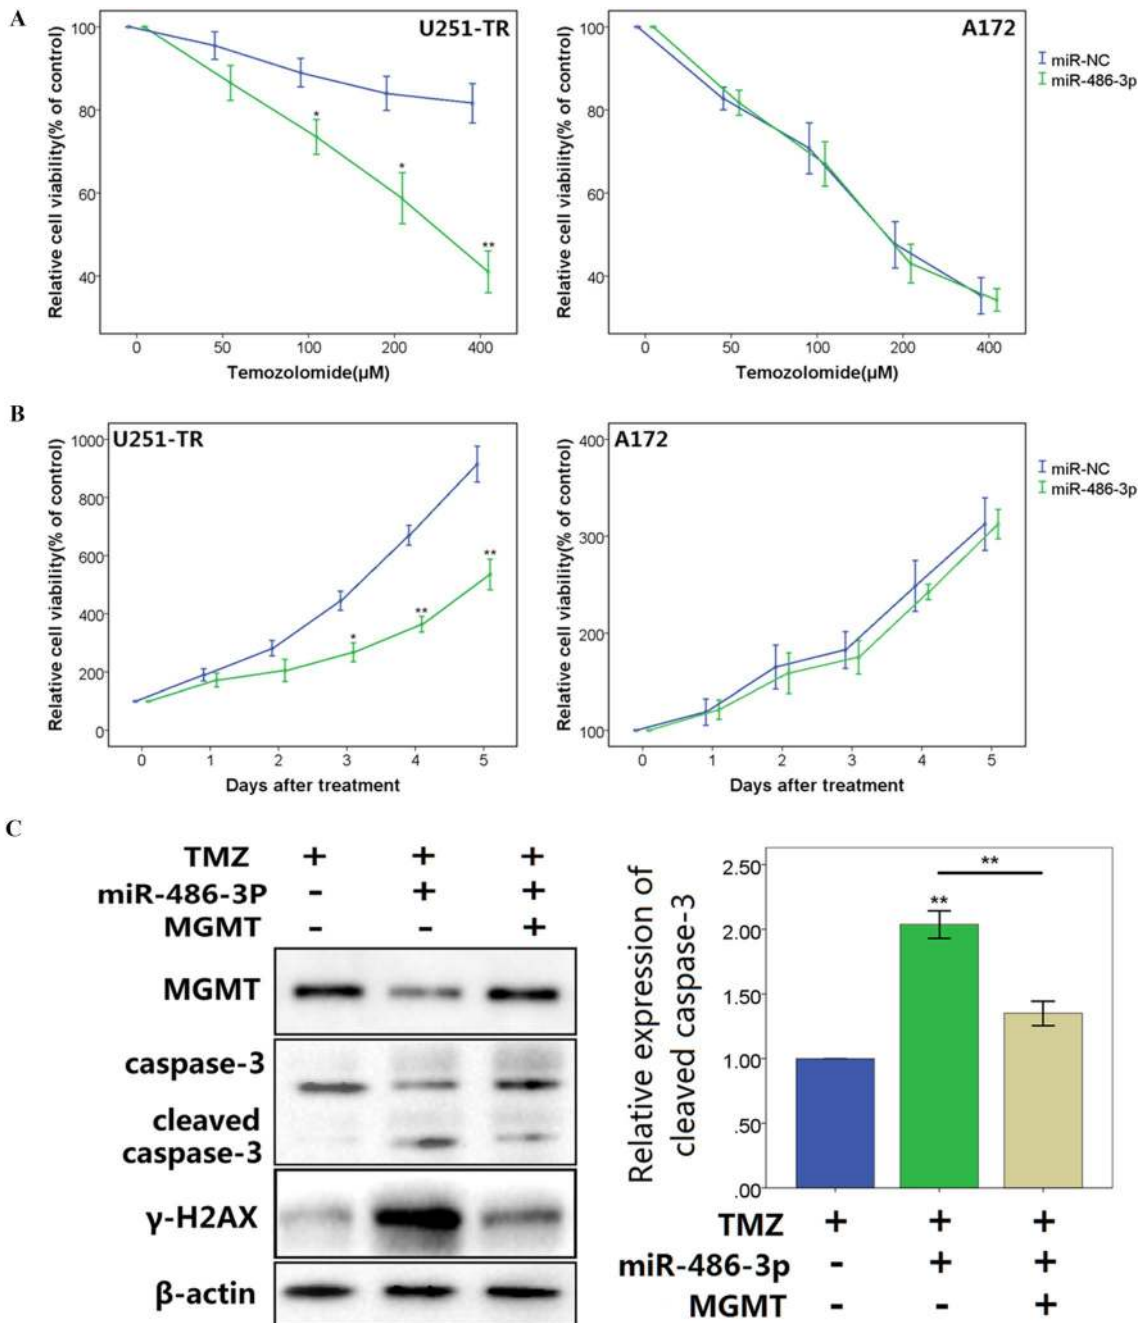 A
U251-TR
Relative cell viability(% of control)
100
80
60
40
*
*
**
0 50 100 200 400
Temozolomide(μM)
A172
Relative cell viability(% of control)
100
80
60
40
0 50 100 200 400
Temozolomide(μM)
miR-NC
miR-486-3p
B
U251-TR
Relative cell viability(% of control)
1000
800
600
400
200
0
*
**
**
0 1 2 3 4 5
Days after treatment
A172
Relative cell viability(% of control)
400
300
200
100
0 1 2 3 4 5
Days after treatment
miR-NC
miR-486-3p
C
TMZ + + +
miR-486-3P - + +
MGMT - - +
MGMT
caspase-3
cleaved
caspase-3
γ-H2AX
β-actin
Relative expression of
cleaved caspase-3
2.50
2.00
1.50
1.00
.50
.00
**
**
TMZ + + +
miR-486-3p - + +
MGMT - - +